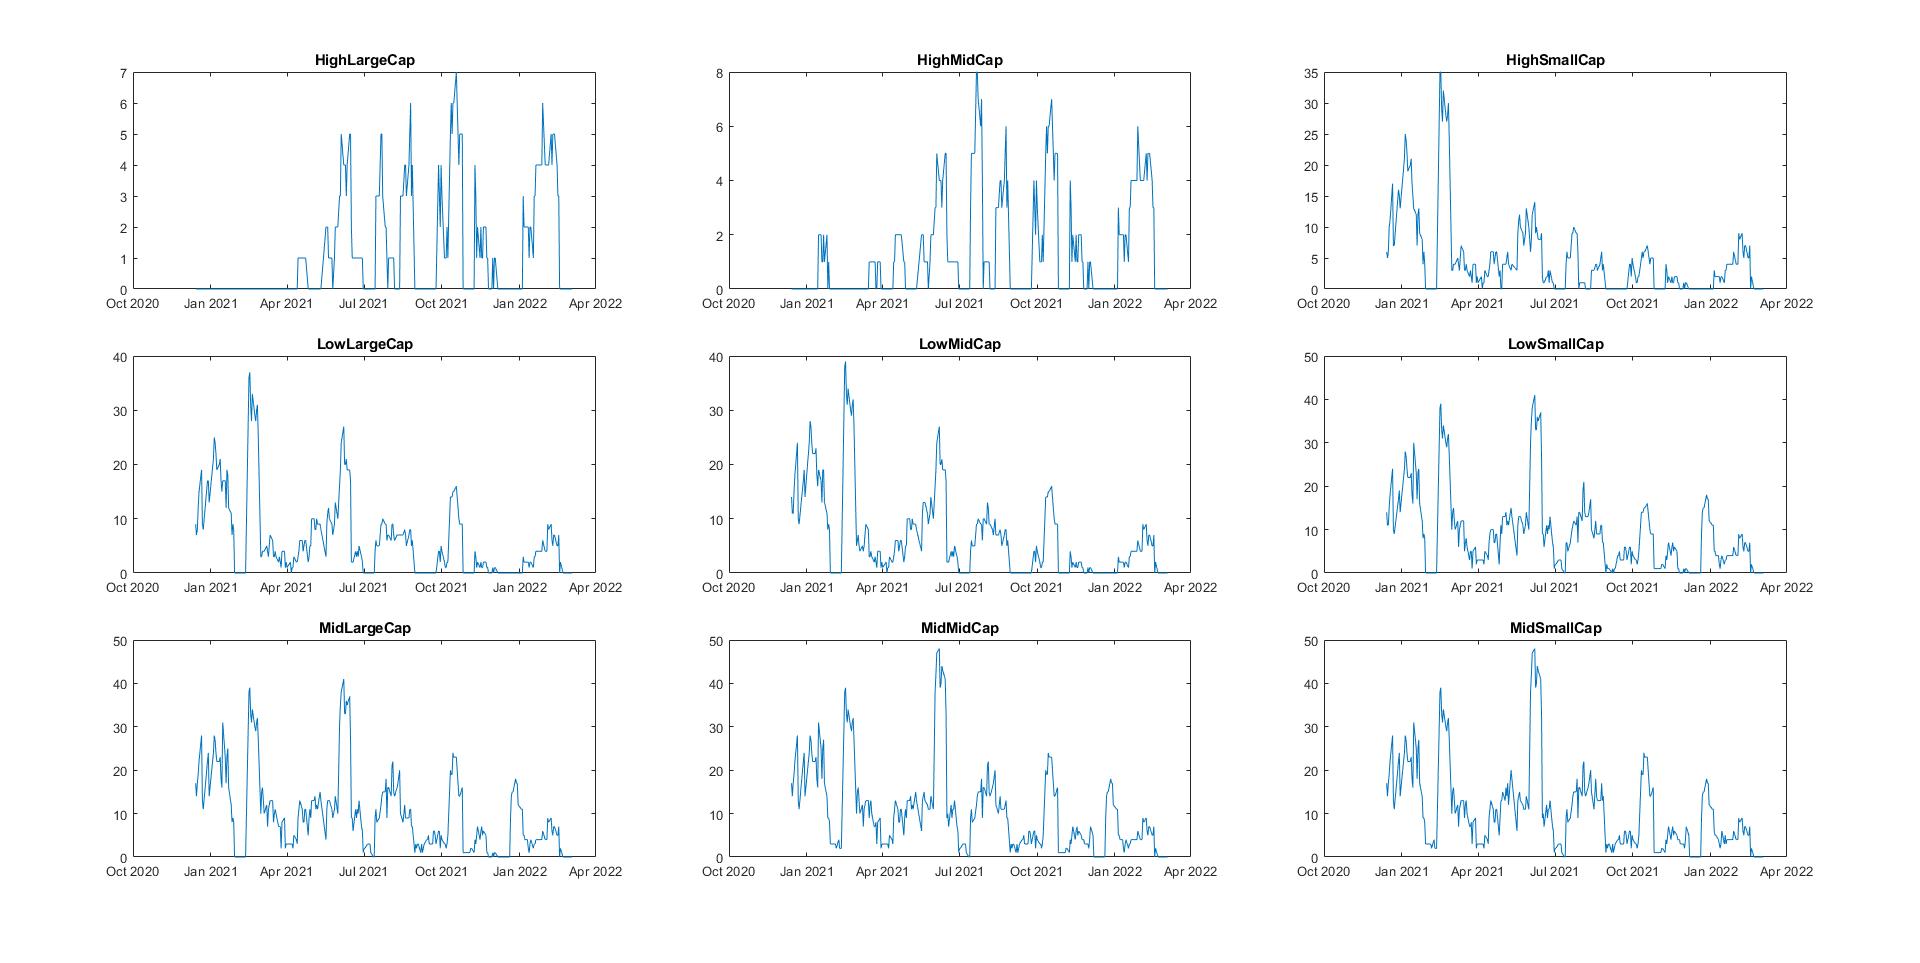 HighLargeCap HighMidCap HighSmallCap
7 8 35
6 30
5 6 25
4 20
3 4 15
2 2 10
1 5
0 0 0
Oct 2020 Jan 2021 Apr 2021 Jul 2021 Oct 2021 Jan 2022 Apr 2022 Oct 2020 Jan 2021 Apr 2021 Jul 2021 Oct 2021 Jan 2022 Apr 2022 Oct 2020 Jan 2021 Apr 2021 Jul 2021 Oct 2021 Jan 2022 Apr 2022
LowLargeCap LowMidCap LowSmallCap
40 40 50
30 30 40
20 20 30
10 10 20
0 0 10
0
Oct 2020 Jan 2021 Apr 2021 Jul 2021 Oct 2021 Jan 2022 Apr 2022 Oct 2020 Jan 2021 Apr 2021 Jul 2021 Oct 2021 Jan 2022 Apr 2022 Oct 2020 Jan 2021 Apr 2021 Jul 2021 Oct 2021 Jan 2022 Apr 2022
MidLargeCap MidMidCap MidSmallCap
50 50 50
40 40 40
30 30 30
20 20 20
10 10 10
0 0 0
Oct 2020 Jan 2021 Apr 2021 Jul 2021 Oct 2021 Jan 2022 Apr 2022 Oct 2020 Jan 2021 Apr 2021 Jul 2021 Oct 2021 Jan 2022 Apr 2022 Oct 2020 Jan 2021 Apr 2021 Jul 2021 Oct 2021 Jan 2022 Apr 2022